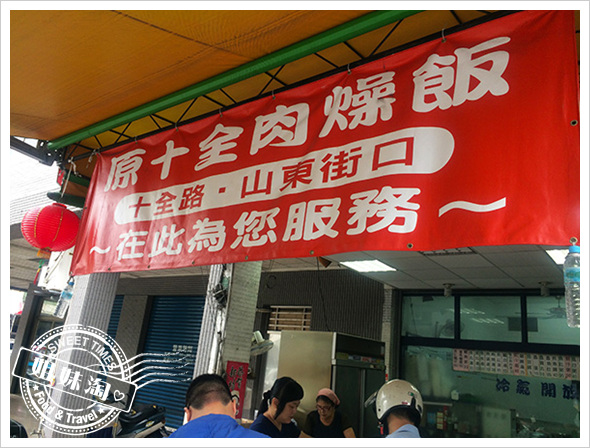 原十全肉燥飯
十全路·山東街口
~在此為您服務~
冷氣開放
SWEET TIMES
姐妹淘
Food & Travel